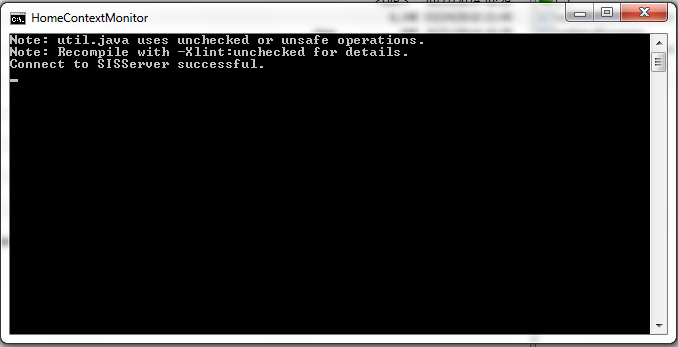 HomeContextMonitor
Note: util.java uses unchecked or unsafe operations.
Note: Recompile with -Xlint:unchecked for details.
Connect to SISServer successful.